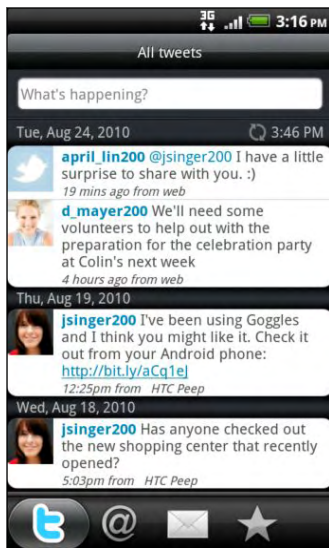 3G 3:16 PM
All tweets
What's happening?
Tue, Aug 24, 2010 3:46 PM
april_lin200 @jsinger200 I have a little
surprise to share with you. :)
19 mins ago from web
d_mayer200 We'll need some
volunteers to help out with the
preparation for the celebration party
at Colin's next week
4 hours ago from web
Thu, Aug 19, 2010
jsinger200 I've been using Goggles
and I think you might like it. Check it
out from your Android phone:
http://bit.ly/aCq1eJ
12:25pm from HTC Peep
Wed, Aug 18, 2010
jsinger200 Has anyone checked out
the new shopping center that recently
opened?
5:03pm from HTC Peep
t @